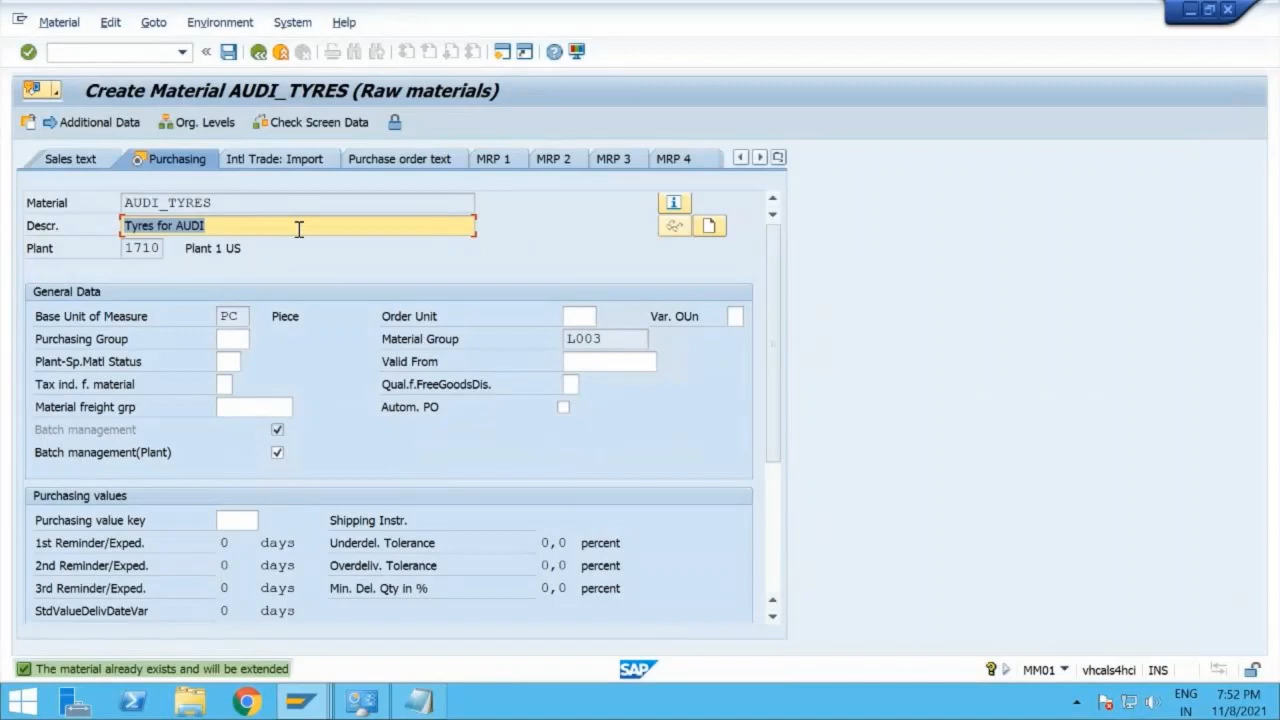 Material Edit Goto Environment System Help
Create Material AUDI_TYRES (Raw materials)
Additional Data Org. Levels Check Screen Data
Sales text Purchasing Intl Trade: Import Purchase order text MRP 1 MRP 2 MRP 3 MRP 4
Material AUDI_TYRES
Descr. Tyres for AUDI
Plant 1710 Plant 1 US
General Data
Base Unit of Measure PC Piece Order Unit Var. OUn
Purchasing Group Material Group L003
Plant-Sp.Matl Status Valid From
Tax ind. f. material Qual.f.FreeGoodsDis.
Material freight grp Autom. PO
Batch management
Batch management(Plant)
Purchasing values
Purchasing value key Shipping Instr.
1st Reminder/Exped. 0 days Underdel. Tolerance 0,0 percent
2nd Reminder/Exped. 0 days Overdeliv. Tolerance 0,0 percent
3rd Reminder/Exped. 0 days Min. Del. Qty in % 0,0 percent
StdValueDelivDateVar 0 days
The material already exists and will be extended SAP MM01 vhcals4hci INS
ENG 7:52 PM
IN 11/8/2021